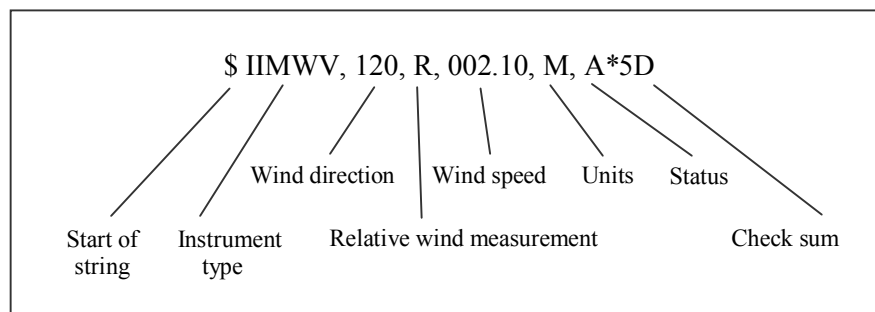 $ IIMWV, 120, R, 002.10, M, A*5D
Wind direction Wind speed Units Status
Start of string Instrument type Relative wind measurement Check sum